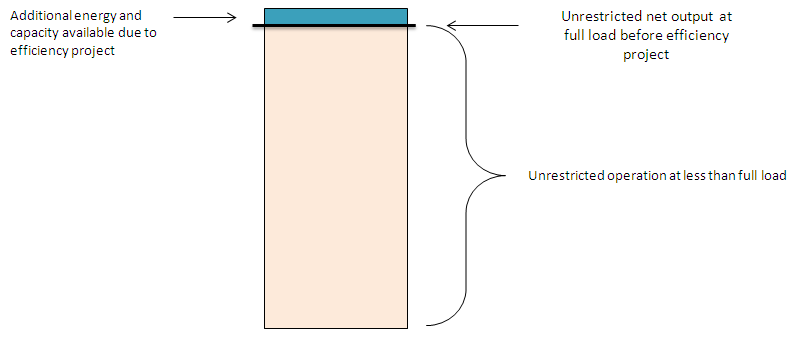 Additional energy and
capacity available due to
efficiency project
Unrestricted net output at
full load before efficiency
project
Unrestricted operation at less than full load